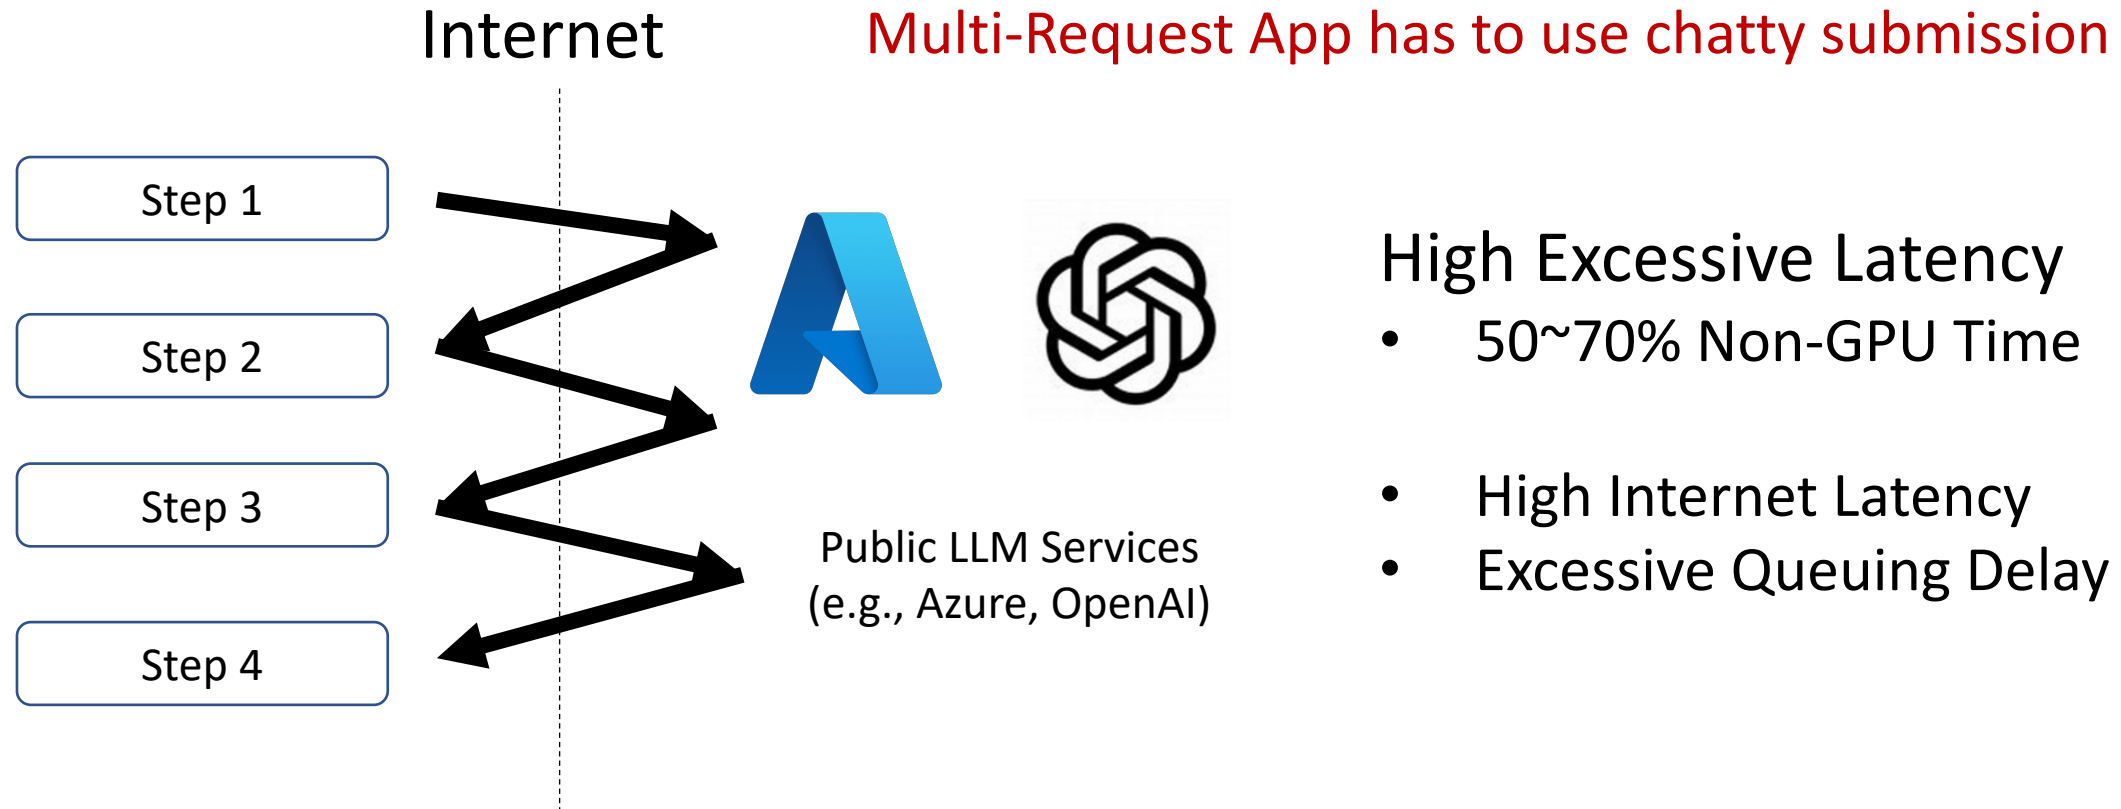 Internet
Multi-Request App has to use chatty submission
Step 1
Step 2
Step 3
Step 4
Public LLM Services
(e.g., Azure, OpenAI)
High Excessive Latency
• 50~70% Non-GPU Time
• High Internet Latency
• Excessive Queuing Delay